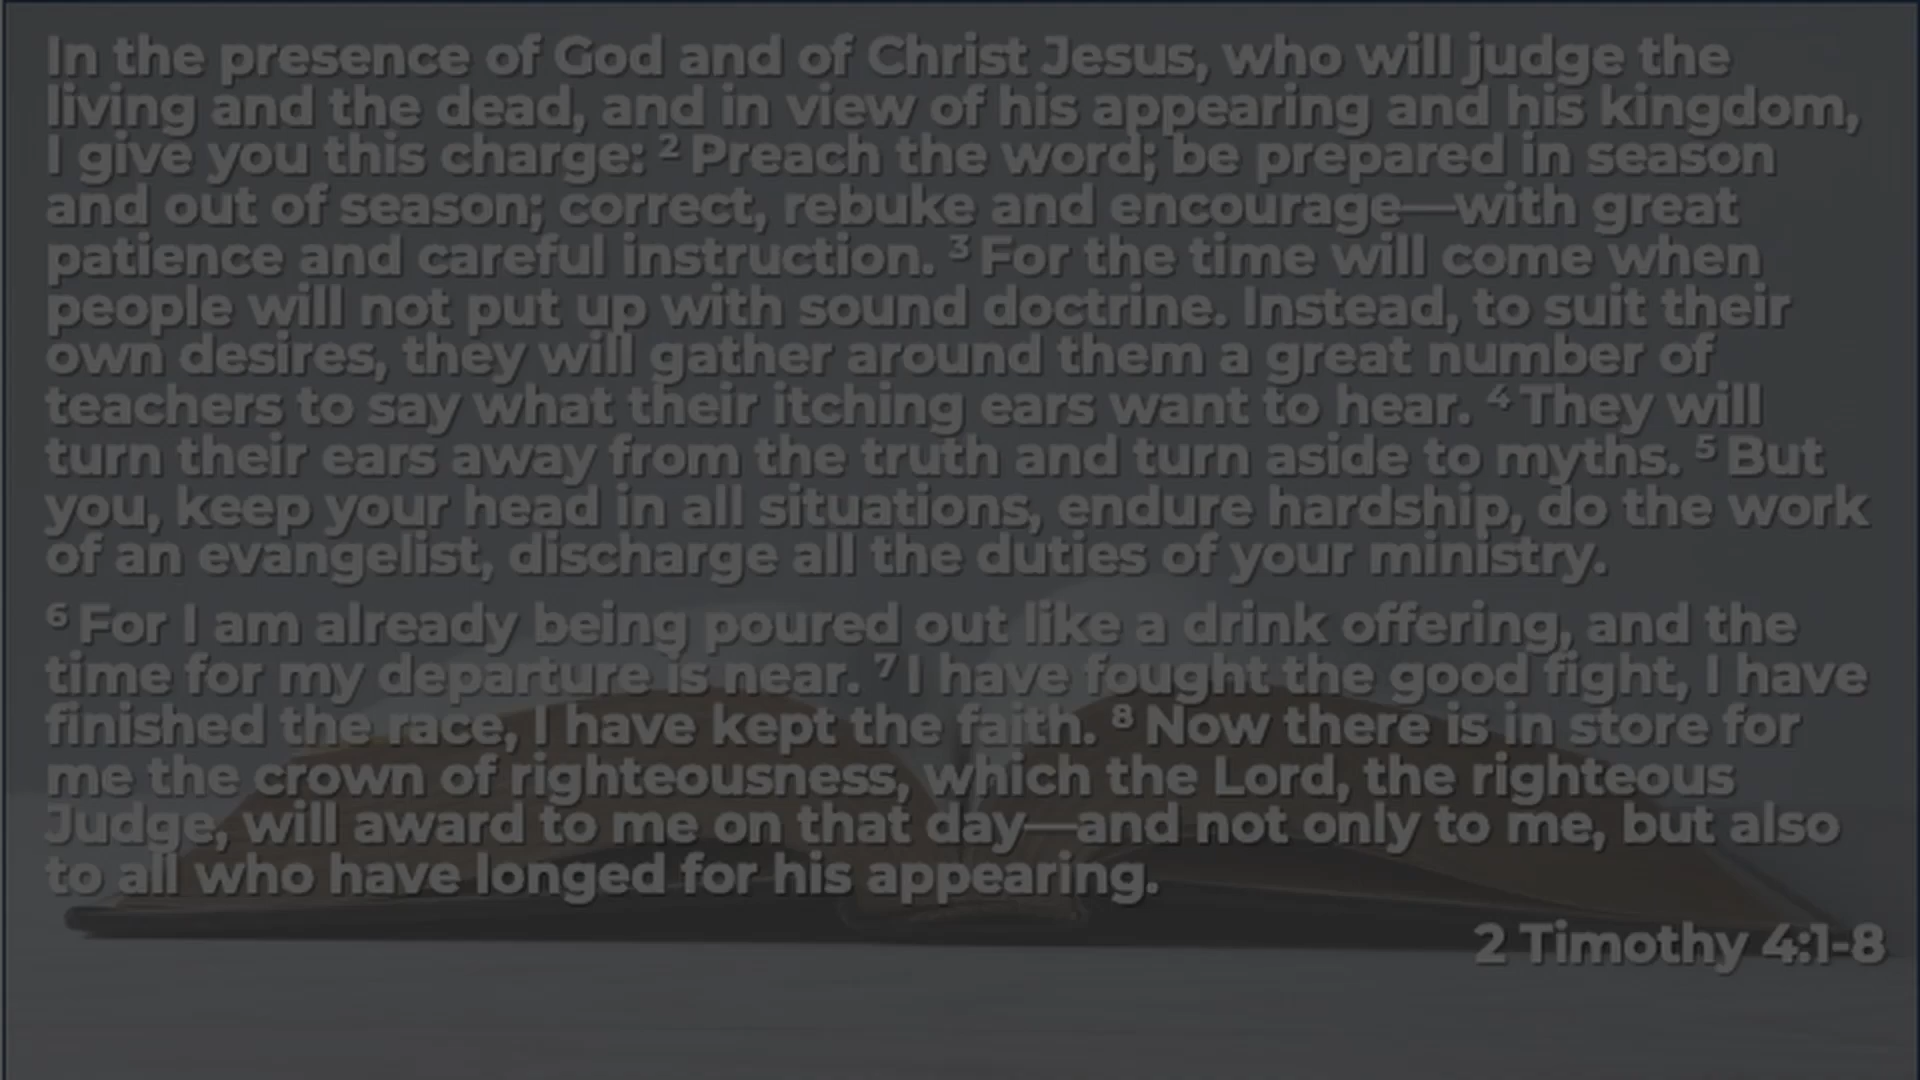 In the presence of God and of Christ Jesus, who will judge the
living and the dead, and in view of his appearing and his kingdom,
I give you this charge: ² Preach the word; be prepared in season
and out of season; correct, rebuke and encourage—with great
patience and careful instruction. ³ For the time will come when
people will not put up with sound doctrine. Instead, to suit their
own desires, they will gather around them a great number of
teachers to say what their itching ears want to hear. ⁴ They will
turn their ears away from the truth and turn aside to myths. ⁵ But
you, keep your head in all situations, endure hardship, do the work
of an evangelist, discharge all the duties of your ministry.
⁶ For I am already being poured out like a drink offering, and the
time for my departure is near. ⁷ I have fought the good fight, I have
finished the race, I have kept the faith. ⁸ Now there is in store for
me the crown of righteousness, which the Lord, the righteous
Judge, will award to me on that day—and not only to me, but also
to all who have longed for his appearing.
2 Timothy 4:1-8